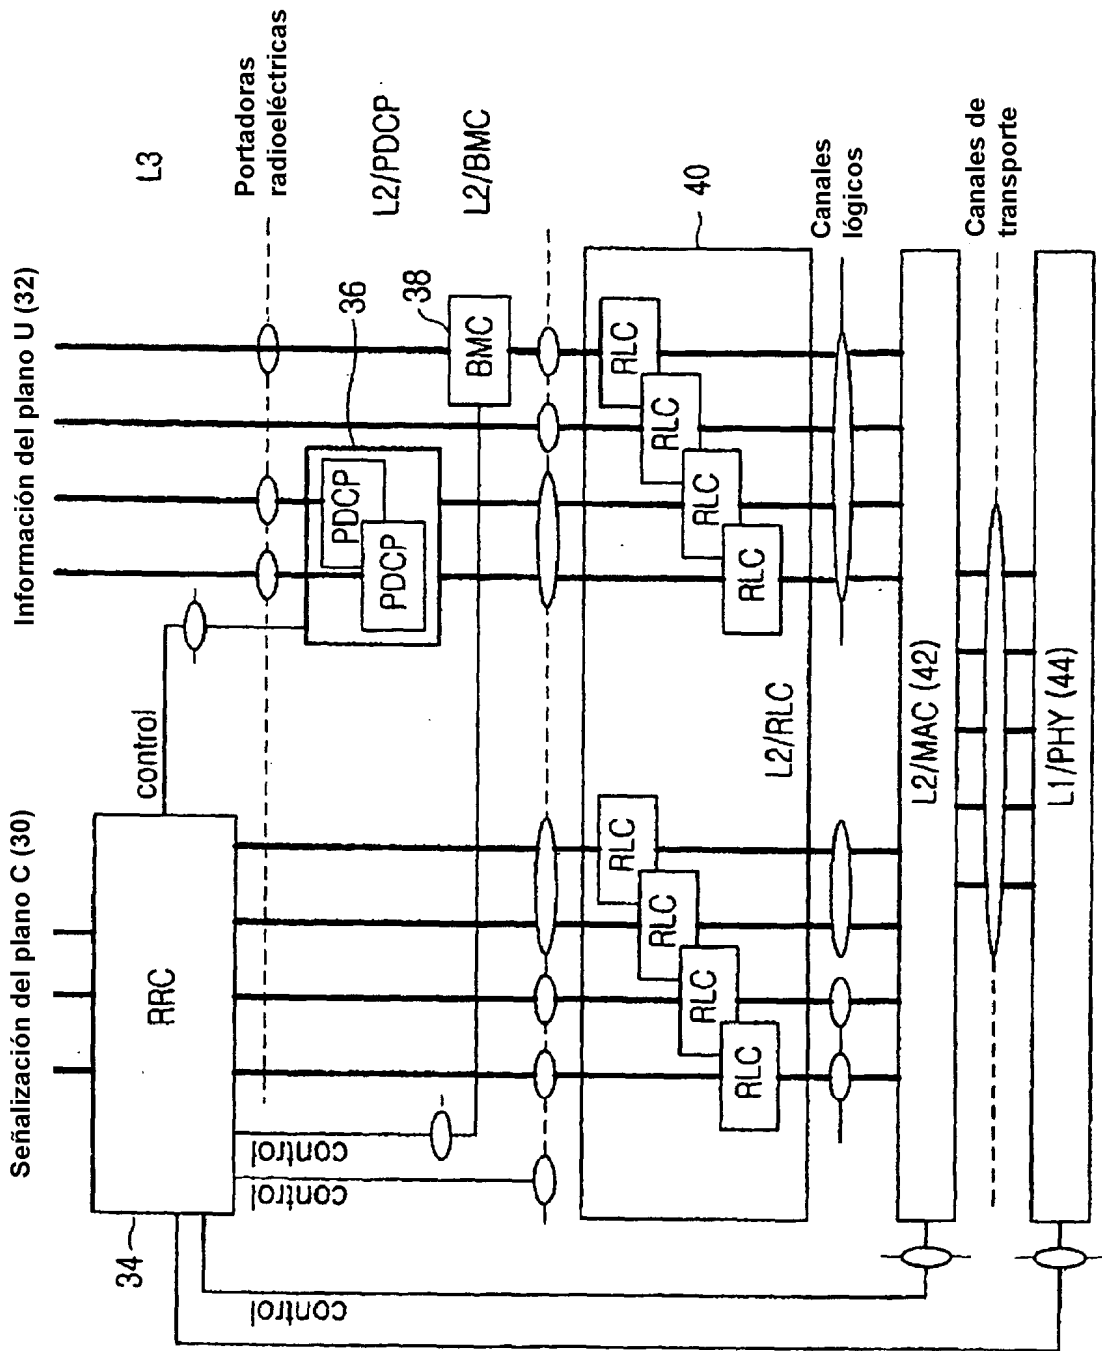 Señalización del plano C (30)
Información del plano U (32)
34
RRC
control
L3
Portadoras
radioeléctricas
36
PDCP
PDCP
L2/PDCP
38
BMC
L2/BMC
control
control
control
40
RLC
RLC
RLC
RLC
RLC
RLC
RLC
RLC
L2/RLC
Canales
lógicos
L2/MAC (42)
Canales de
transporte
L1/PHY (44)